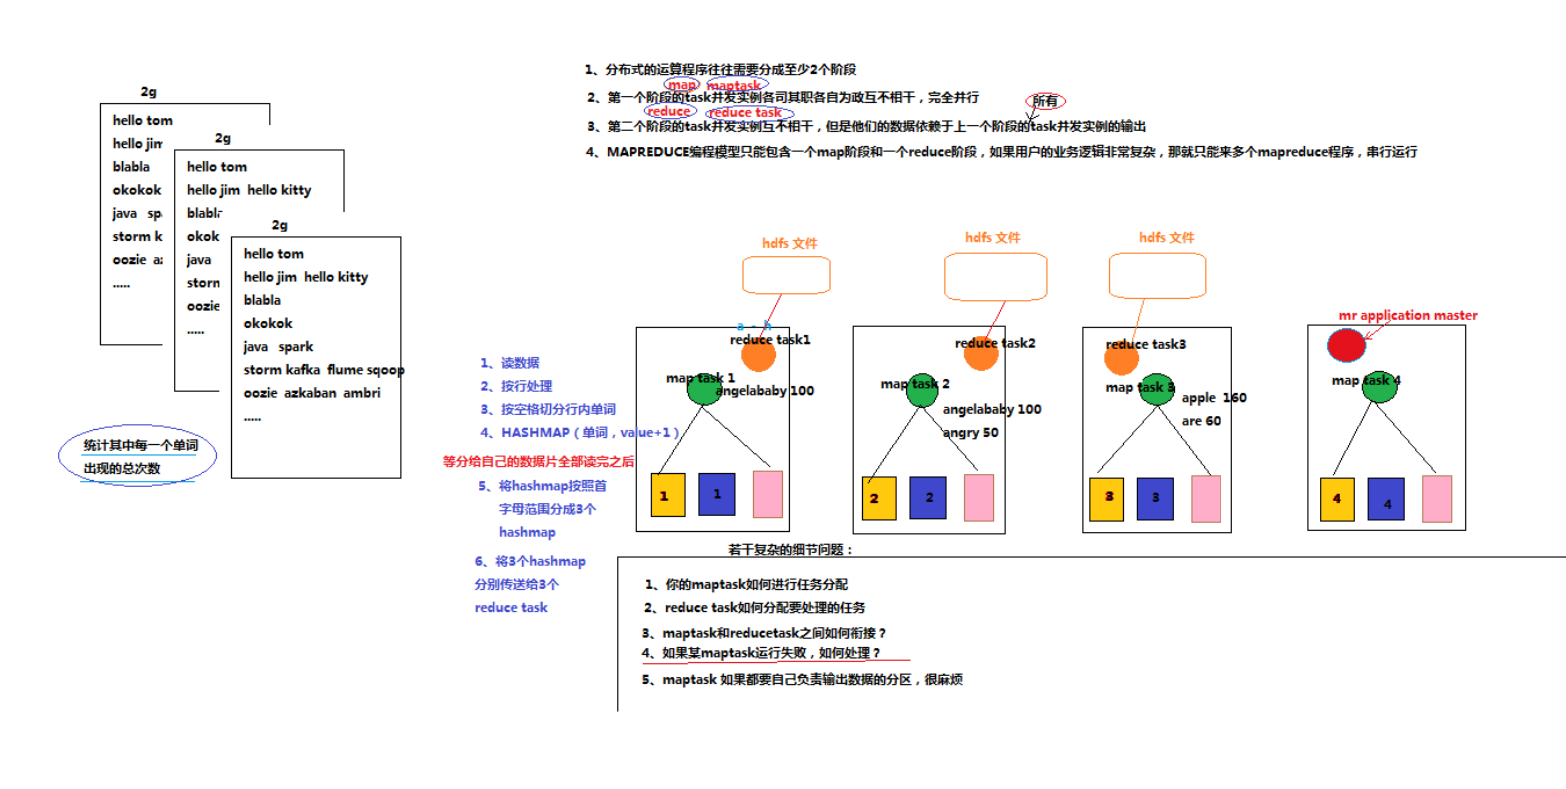 2g
hello tom
hello jim
blabla
okokok
java sp
storm k
oozie az
.....
2g
hello tom
hello jim hello kitty
blabla
okok
java
storm
oozie
.....
2g
hello tom
hello jim hello kitty
blabla
okokok
java spark
storm kafka flume sqoop
oozie azkaban ambri
.....
统计其中每一个单词
出现的总次数
1、分布式的运算程序往往需要分成至少2个阶段
map maptask
2、第一个阶段的task并发实例各司其职各自为政互不相干，完全并行
所有
reduce reduce task
3、第二个阶段的task并发实例互不相干，但是他们的数据依赖于上一个阶段的task并发实例的输出
4、MAPREDUCE编程模型只能包含一个map阶段和一个reduce阶段，如果用户的业务逻辑非常复杂，那就只能来多个mapreduce程序，串行运行
1、读数据
2、按行处理
3、按空格切分行内单词
4、HASHMAP（单词，value+1）
等分给自己的数据片全部读完之后
5、将hashmap按照首
字母范围分成3个
hashmap
6、将3个hashmap
分别传送给3个
reduce task
hdfs 文件
a - h
reduce task1
map task 1
angelababy 100
1 1
hdfs 文件
reduce task2
map task 2
angelababy 100
angry 50
2 2
hdfs 文件
reduce task3
map task 3
apple 160
are 60
3 3
mr application master
map task 4
4 4
若干复杂的细节问题：
1、你的maptask如何进行任务分配
2、reduce task如何分配要处理的任务
3、maptask和reducetask之间如何衔接？
4、如果某maptask运行失败，如何处理？
5、maptask 如果都要自己负责输出数据的分区，很麻烦